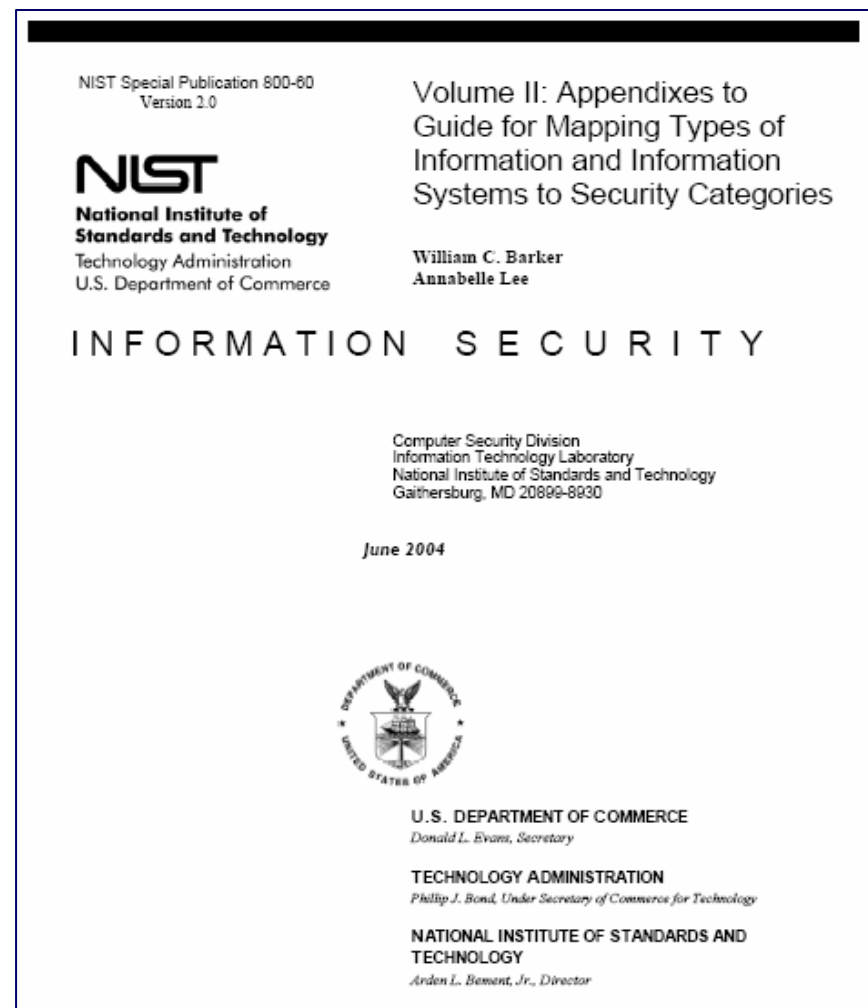 NIST Special Publication 800-60
Version 2.0
Volume II: Appendixes to
Guide for Mapping Types of
Information and Information
Systems to Security Categories
NIST
National Institute of
Standards and Technology
Technology Administration
U.S. Department of Commerce
William C. Barker
Annabelle Lee
INFORMATION SECURITY
Computer Security Division
Information Technology Laboratory
National Institute of Standards and Technology
Gaithersburg, MD 20899-8930
June 2004
DEPARTMENT OF COMMERCE
UNITED STATES OF AMERICA
U.S. DEPARTMENT OF COMMERCE
Donald L. Evans, Secretary
TECHNOLOGY ADMINISTRATION
Phillip J. Bond, Under Secretary of Commerce for Technology
NATIONAL INSTITUTE OF STANDARDS AND
TECHNOLOGY
Arden L. Bement, Jr., Director